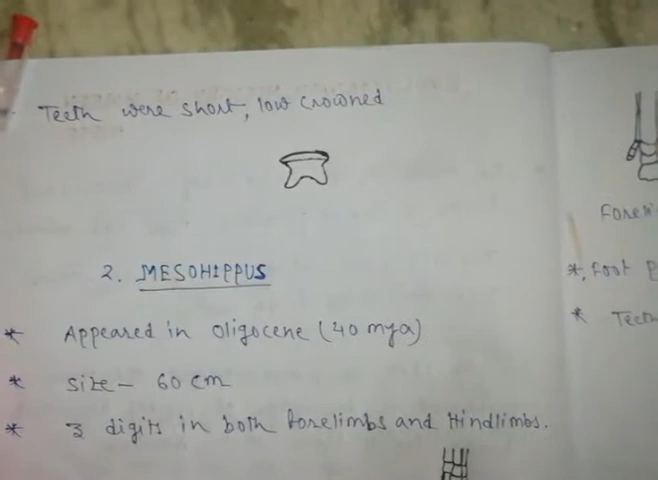 Teeth were short, low crowned
2. MESOHIPPUS
* Appeared in Oligocene (40 mya)
* Size - 60 cm
* 3 digits in both forelimbs and Hindlimbs.
*. Foot
* Teeth